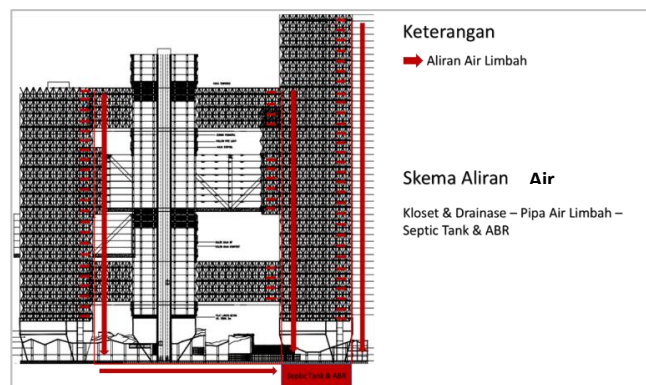 Keterangan
Aliran Air Limbah
Skema Aliran Air
Kloset & Drainase – Pipa Air Limbah –
Septic Tank & ABR
Septic Tank & ABR